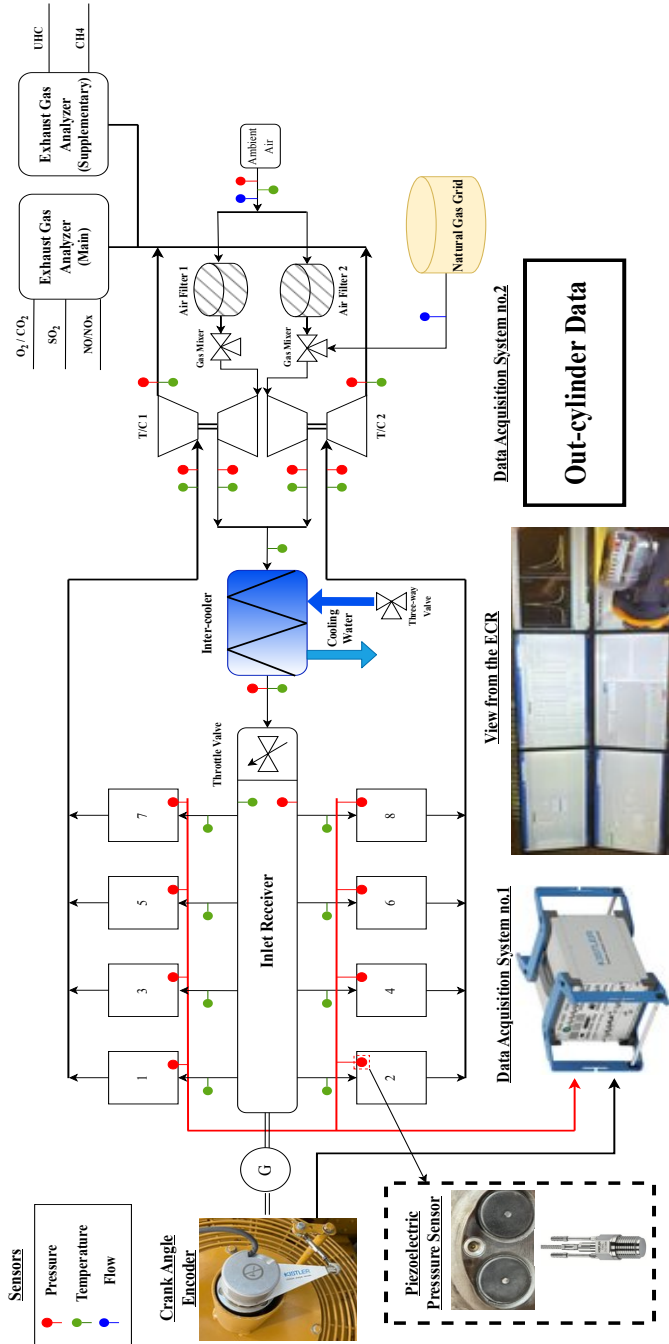 Sensors
Pressure
Temperature
Flow
Crank Angle
Encoder
KISTLER
Piezoelectric
Presssure Sensor
G
1
3
5
7
2
4
6
8
Inlet Receiver
Throttle Valve
Inter-cooler
Cooling
Water
Three-way
Valve
T/C 1
T/C 2
Gas Mixer
Gas Mixer
Air Filter 1
Air Filter 2
Ambient
Air
Natural Gas Grid
Exhaust Gas
Analyzer
(Main)
O2 / CO2
SO2
NO/NOx
Exhaust Gas
Analyzer
(Supplementary)
UHC
CH4
Data Acquisition System no.1
KISTLER
View from the ECR
Data Acquisition System no.2
Out-cylinder Data